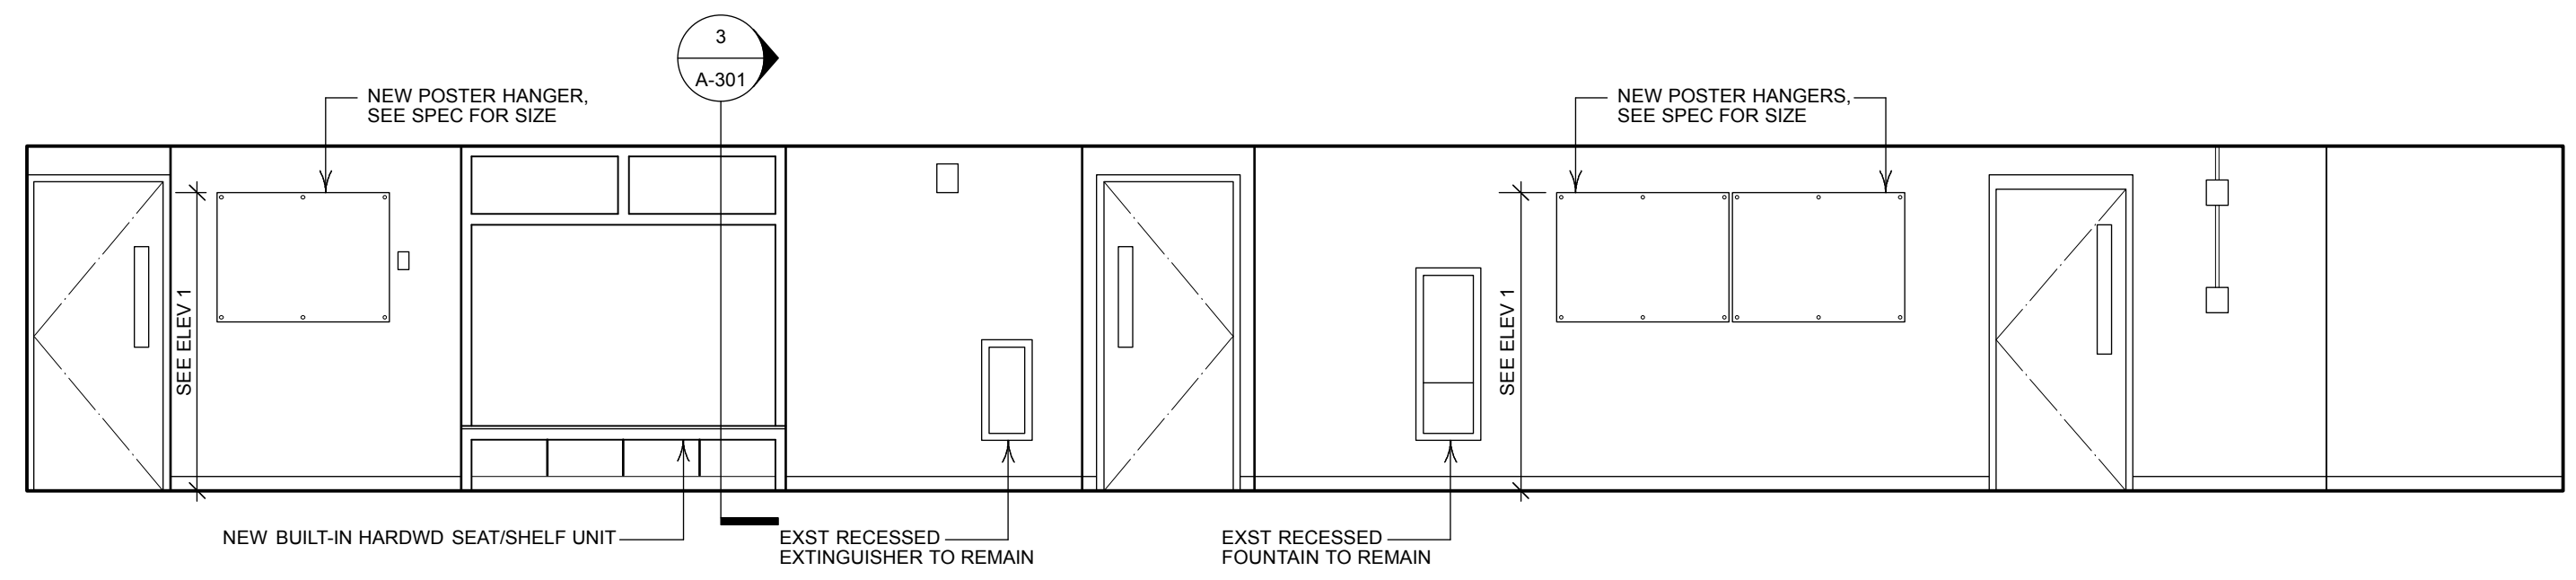 3
A-301
NEW POSTER HANGER,
SEE SPEC FOR SIZE
NEW POSTER HANGERS,
SEE SPEC FOR SIZE
SEE ELEV 1
SEE ELEV 1
NEW BUILT-IN HARDWD SEAT/SHELF UNIT
EXST RECESSED
EXTINGUISHER TO REMAIN
EXST RECESSED
FOUNTAIN TO REMAIN